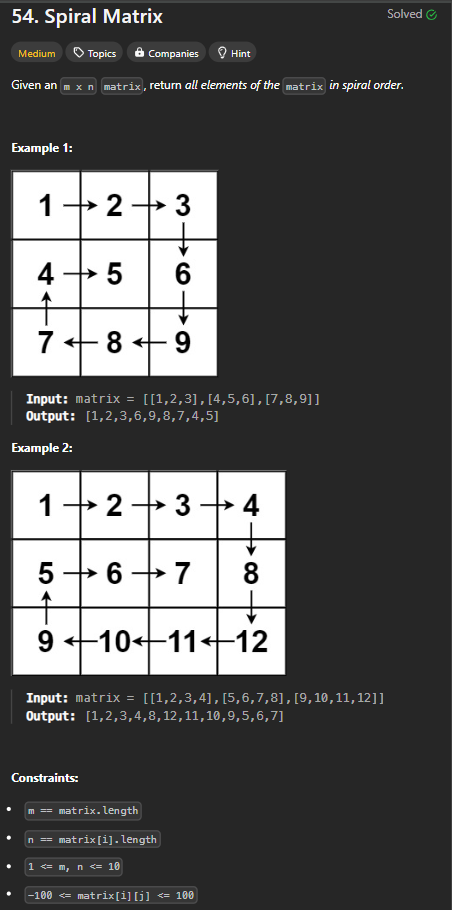 54. Spiral Matrix
Solved
Medium Topics Companies Hint
Given an m x n matrix, return all elements of the matrix in spiral order.
Example 1:
1 2 3
4 5 6
7 8 9
Input: matrix = [[1,2,3],[4,5,6],[7,8,9]]
Output: [1,2,3,6,9,8,7,4,5]
Example 2:
1 2 3 4
5 6 7 8
9 10 11 12
Input: matrix = [[1,2,3,4],[5,6,7,8],[9,10,11,12]]
Output: [1,2,3,4,8,12,11,10,9,5,6,7]
Constraints:
m == matrix.length
n == matrix[i].length
1 <= m, n <= 10
-100 <= matrix[i][j] <= 100